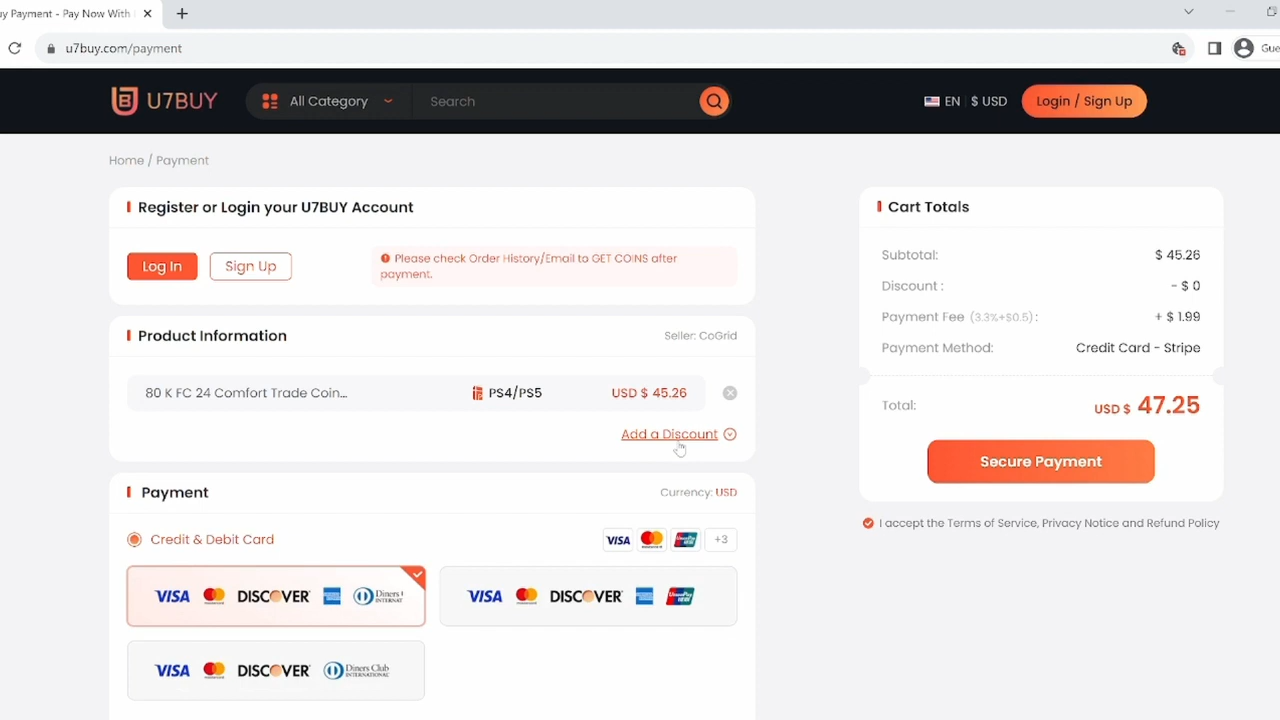 uy Payment - Pay Now With
u7buy.com/payment
Gue
U7BUY
All Category
Search
EN | $ USD
Login / Sign Up
Home / Payment
Register or Login your U7BUY Account
Log In
Sign Up
Please check Order History/Email to GET COINS after
payment.
Product Information
Seller: CoGrid
80 K FC 24 Comfort Trade Coin...
PS4/PS5
USD $ 45.26
Add a Discount
Payment
Currency: USD
Credit & Debit Card
VISA
+3
VISA DISCOVER Diners
VISA DISCOVER
VISA DISCOVER Diners Club
INTERNATIONAL
Cart Totals
Subtotal: $ 45.26
Discount : - $ 0
Payment Fee (3.3%+$0.5) : + $ 1.99
Payment Method: Credit Card - Stripe
Total: USD $ 47.25
Secure Payment
I accept the Terms of Service, Privacy Notice and Refund Policy